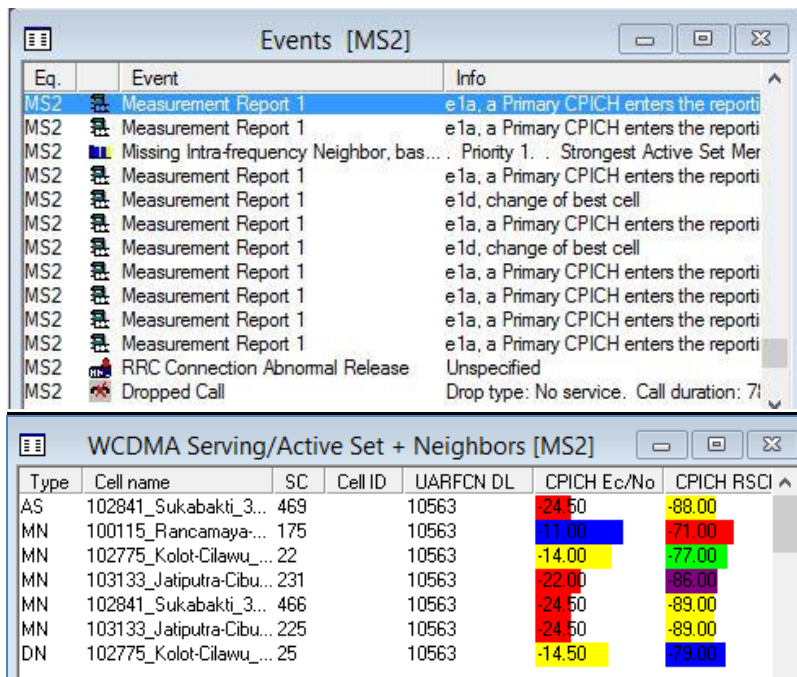 Events [MS2]
Eq. Event Info
MS2 Measurement Report 1 e1a, a Primary CPICH enters the reporti
MS2 Measurement Report 1 e1a, a Primary CPICH enters the reporti
MS2 Missing Intra-frequency Neighbor, bas... . Priority 1. . Strongest Active Set Mer
MS2 Measurement Report 1 e1a, a Primary CPICH enters the reporti
MS2 Measurement Report 1 e1d, change of best cell
MS2 Measurement Report 1 e1a, a Primary CPICH enters the reporti
MS2 Measurement Report 1 e1d, change of best cell
MS2 Measurement Report 1 e1a, a Primary CPICH enters the reporti
MS2 Measurement Report 1 e1a, a Primary CPICH enters the reporti
MS2 Measurement Report 1 e1a, a Primary CPICH enters the reporti
MS2 Measurement Report 1 e1a, a Primary CPICH enters the reporti
MS2 RRC Connection Abnormal Release Unspecified
MS2 Dropped Call Drop type: No service. Call duration: 78
WCDMA Serving/Active Set + Neighbors [MS2]
Type Cell name SC Cell ID UARFCN DL CPICH Ec/No CPICH RSCI
AS 102841_Sukabakti_3... 469 10563 -24.50 -88.00
MN 100115_Rancamaya-... 175 10563 -11.00 -71.00
MN 102775_Kolot-Cilawu_... 22 10563 -14.00 -77.00
MN 103133_Jatiputra-Cibu... 231 10563 -22.00 -86.00
MN 102841_Sukabakti_3... 466 10563 -24.50 -89.00
MN 103133_Jatiputra-Cibu... 225 10563 -24.50 -89.00
DN 102775_Kolot-Cilawu_... 25 10563 -14.50 -79.00